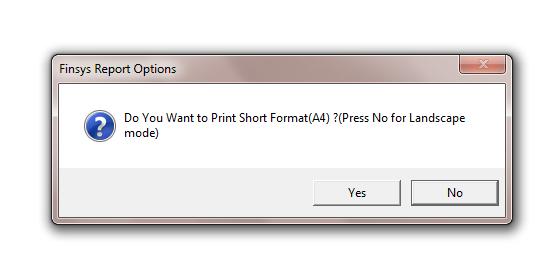 Finsys Report Options
Do You Want to Print Short Format(A4) ?(Press No for Landscape
mode)
Yes No